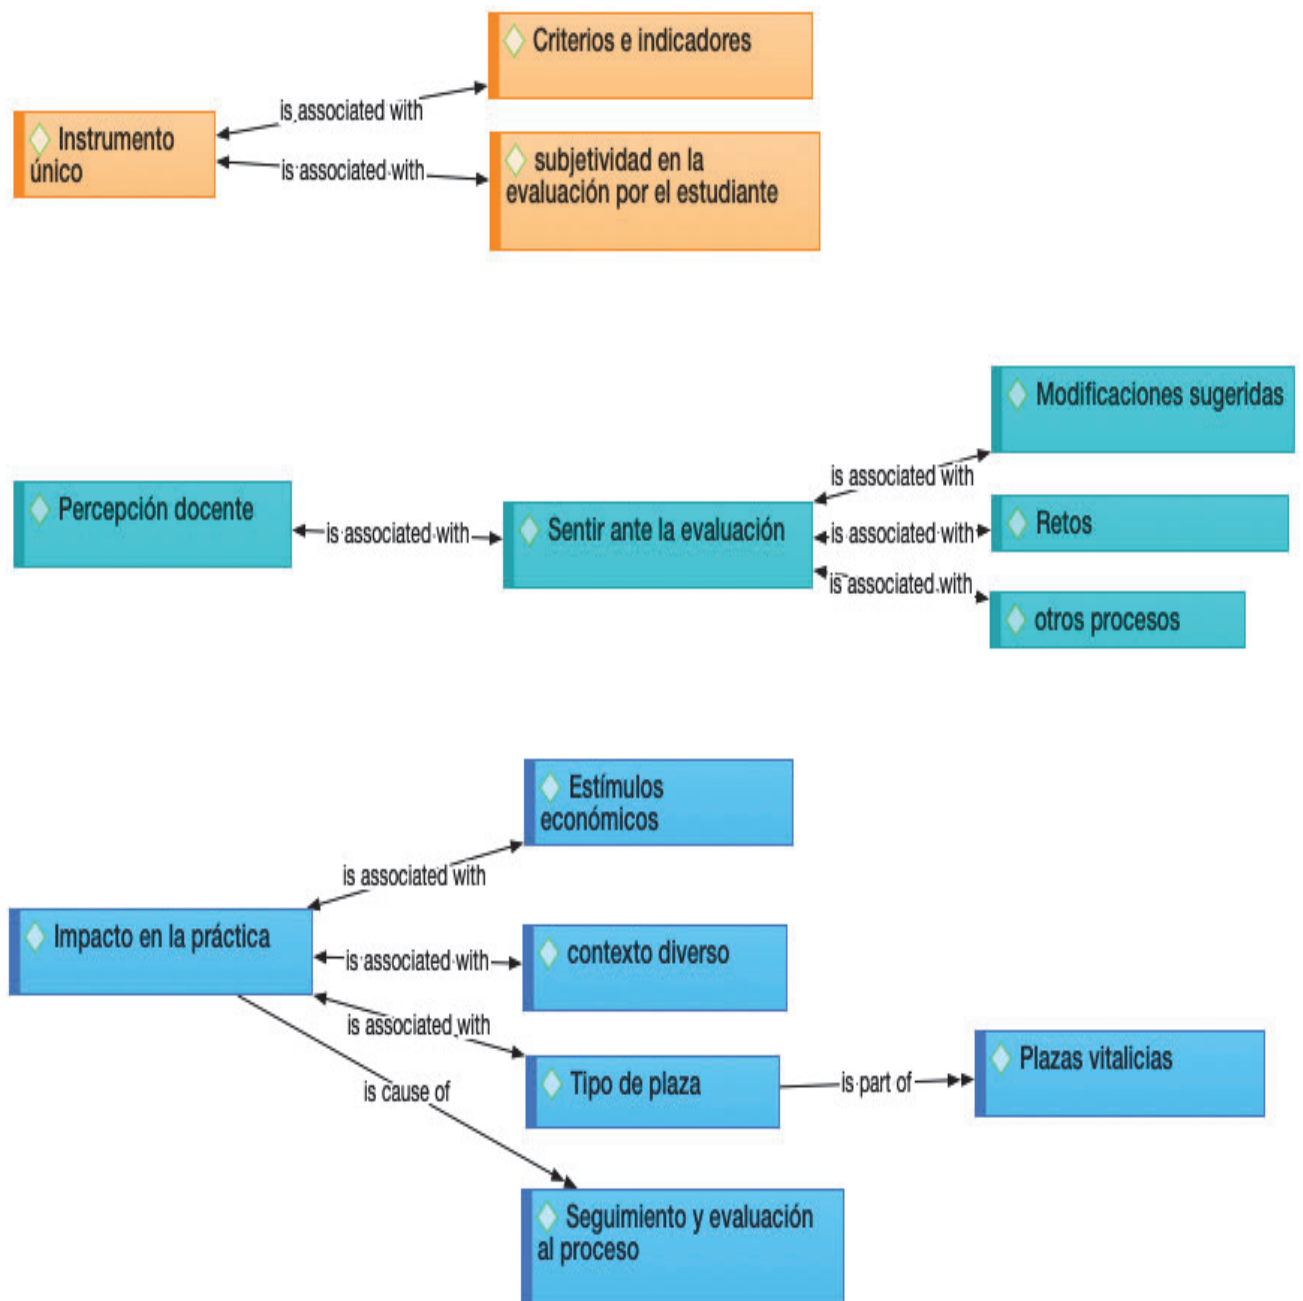 Criterios e indicadores
is associated with
Instrumento
único
is associated with
subjetividad en la
evaluación por el estudiante
Modificaciones sugeridas
is associated with
Percepción docente
is associated with
Sentir ante la evaluación
is associated with
Retos
is associated with
otros procesos
Estímulos
económicos
is associated with
Impacto en la práctica
is associated with
contexto diverso
is associated with
Tipo de plaza
is part of
Plazas vitalicias
is cause of
Seguimiento y evaluación
al proceso